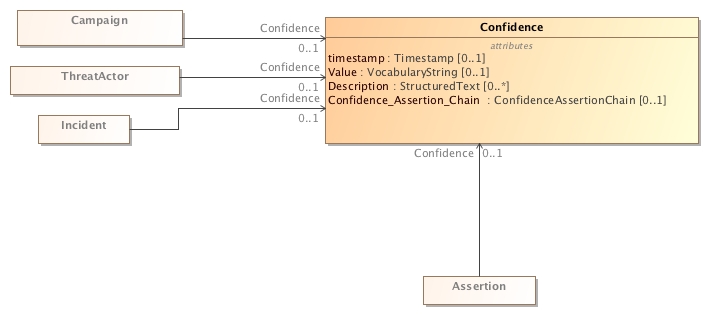 Campaign
Confidence
0..1
ThreatActor
Confidence
0..1
Incident
Confidence
0..1
Confidence
attributes
timestamp : Timestamp [0..1]
Value : VocabularyString [0..1]
Description : StructuredText [0..*]
Confidence_Assertion_Chain : ConfidenceAssertionChain [0..1]
Confidence 0..1
Assertion